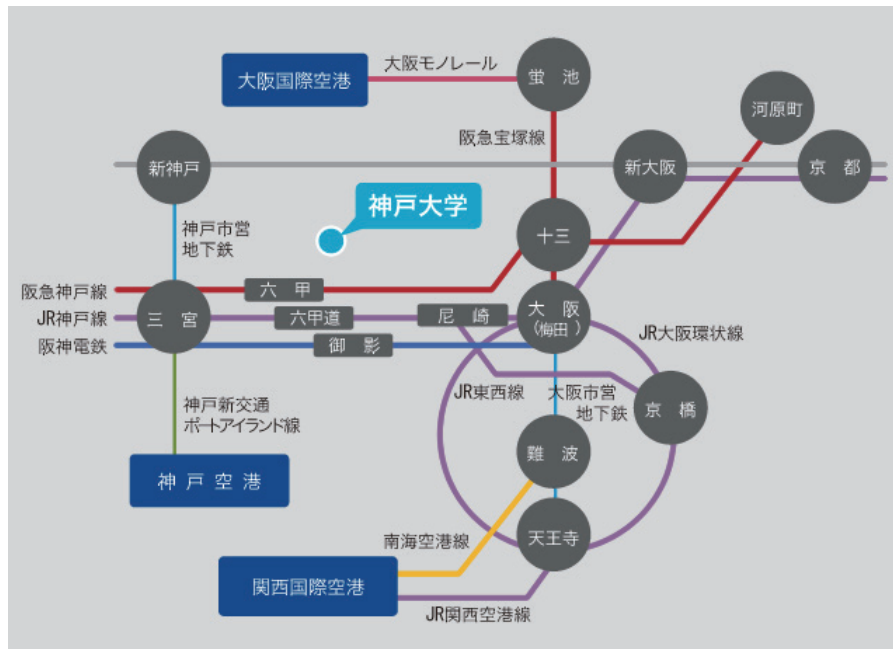 大阪モノレール
大阪国際空港
蛍池
河原町
阪急宝塚線
新神戸
新大阪
京都
神戸大学
神戸市営
地下鉄
十三
阪急神戸線
六甲
JR神戸線
三宮
六甲道
尼崎
大阪
(梅田)
阪神電鉄
御影
JR大阪環状線
JR東西線
大阪市営
地下鉄
京橋
神戸新交通
ポートアイランド線
難波
神戸空港
天王寺
南海空港線
関西国際空港
JR関西空港線